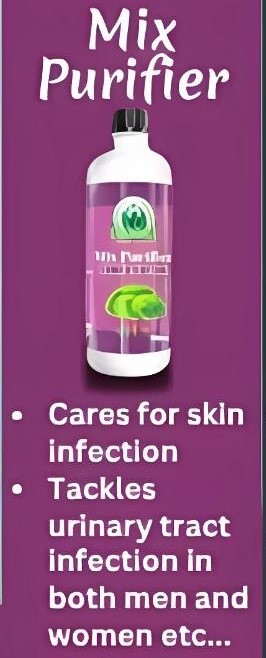 Mix
Purifier
• Cares for skin
infection
• Tackles
urinary tract
infection in
both men and
women etc...